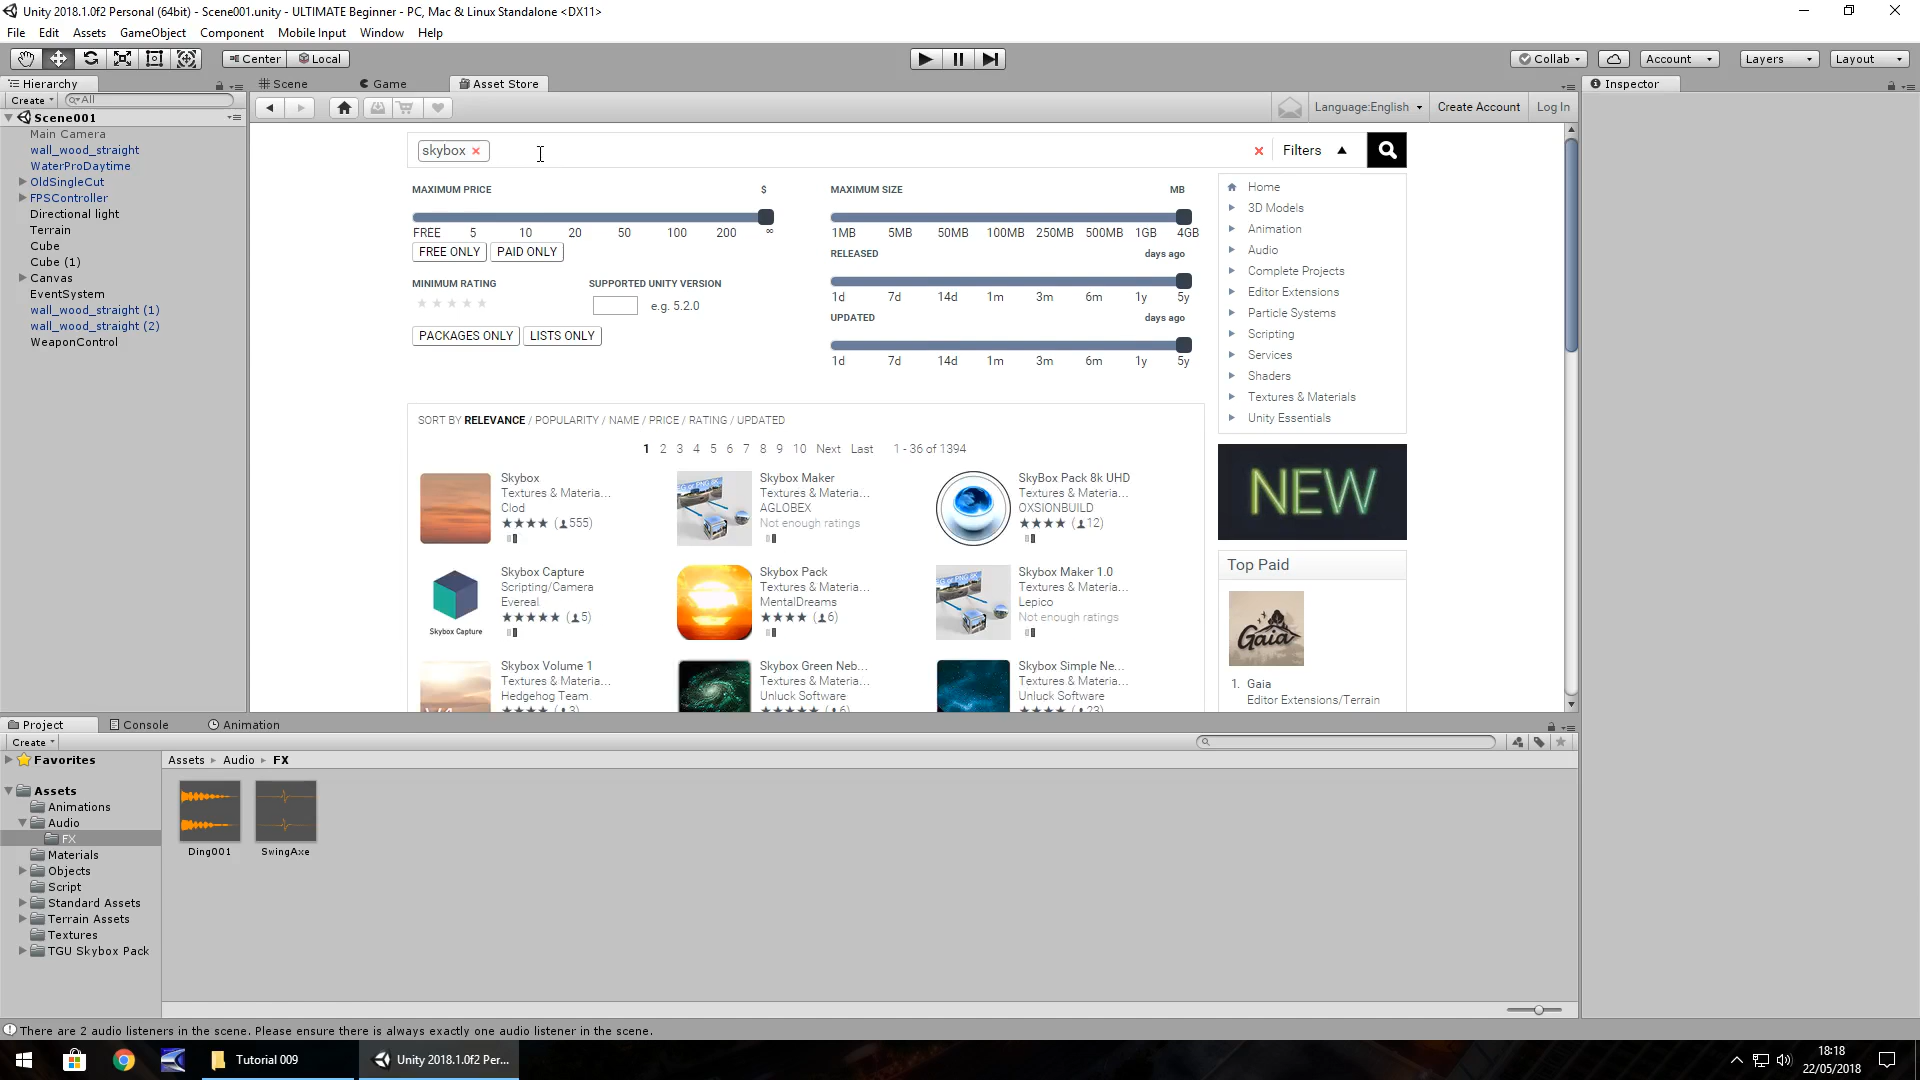 Unity 2018.1.0f2 Personal (64bit) - Scene001.unity - ULTIMATE Beginner - PC, Mac & Linux Standalone <DX11>
File Edit Assets GameObject Component Mobile Input Window Help
Center Local Collab Account Layers Layout
Hierarchy Scene Game Asset Store Inspector
Create All Language:English Create Account Log In
Scene001
Main Camera
wall_wood_straight
WaterProDaytime
OldSingleCut
FPSController
Directional light
Terrain
Cube
Cube (1)
Canvas
EventSystem
wall_wood_straight (1)
wall_wood_straight (2)
WeaponControl
skybox × × Filters
MAXIMUM PRICE $
FREE 5 10 20 50 100 200 ∞
FREE ONLY PAID ONLY
MINIMUM RATING SUPPORTED UNITY VERSION
e.g. 5.2.0
PACKAGES ONLY LISTS ONLY
MAXIMUM SIZE MB
1MB 5MB 50MB 100MB 250MB 500MB 1GB 4GB
RELEASED days ago
1d 7d 14d 1m 3m 6m 1y 5y
UPDATED days ago
1d 7d 14d 1m 3m 6m 1y 5y
Home
3D Models
Animation
Audio
Complete Projects
Editor Extensions
Particle Systems
Scripting
Services
Shaders
Textures & Materials
Unity Essentials
SORT BY RELEVANCE / POPULARITY / NAME / PRICE / RATING / UPDATED
1 2 3 4 5 6 7 8 9 10 Next Last 1 - 36 of 1394
Skybox
Textures & Materia...
Clod
★★★★ (555)
Skybox Maker
Textures & Materia...
AGLOBEX
Not enough ratings
SkyBox Pack 8k UHD
Textures & Materia...
OXSIONBUILD
★★★★ (12)
Skybox Capture
Skybox Capture
Scripting/Camera
Evereal
★★★★★ (5)
Skybox Pack
Textures & Materia...
MentalDreams
★★★★ (6)
Skybox Maker 1.0
Textures & Materia...
Lepico
Not enough ratings
Skybox Volume 1
Textures & Materia...
Hedgehog Team
★★★★ (3)
Skybox Green Neb...
Textures & Materia...
Unluck Software
★★★★★ (6)
Skybox Simple Ne...
Textures & Materia...
Unluck Software
★★★★ (23)
NEW
Top Paid
Gaia
1. Gaia
Editor Extensions/Terrain
Project Console Animation
Create
Favorites
Assets
Animations
Audio
FX
Materials
Objects
Script
Standard Assets
Terrain Assets
Textures
TGU Skybox Pack
Assets ▸ Audio ▸ FX
Ding001 SwingAxe
There are 2 audio listeners in the scene. Please ensure there is always exactly one audio listener in the scene.
Tutorial 009 Unity 2018.1.0f2 Per...
18:18
22/05/2018